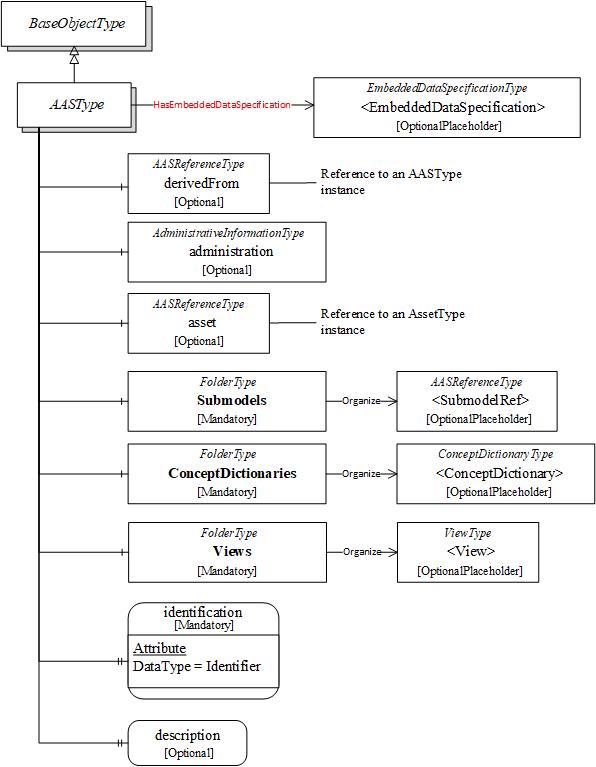 BaseObjectType
AASType
HasEmbeddedDataSpecification
EmbeddedDataSpecificationType
<EmbeddedDataSpecification>
[OptionalPlaceholder]
AASReferenceType
derivedFrom
[Optional]
Reference to an AASType
instance
AdministrativeInformationType
administration
[Optional]
AASReferenceType
asset
[Optional]
Reference to an AssetType
instance
FolderType
Submodels
[Mandatory]
Organize
AASReferenceType
<SubmodelRef>
[OptionalPlaceholder]
FolderType
ConceptDictionaries
[Mandatory]
Organize
ConceptDictionaryType
<ConceptDictionary>
[OptionalPlaceholder]
FolderType
Views
[Mandatory]
Organize
ViewType
<View>
[OptionalPlaceholder]
identification
[Mandatory]
Attribute
DataType = Identifier
description
[Optional]